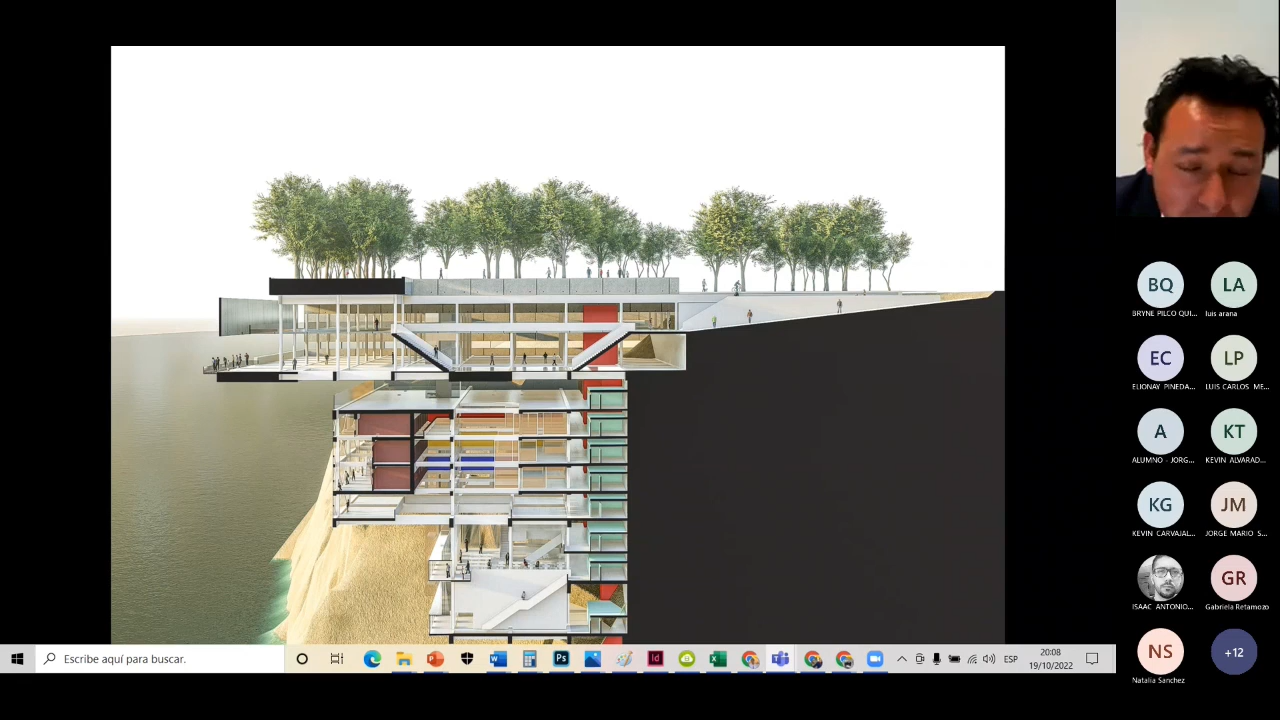 BQ
LA
BRYNE PILCO QUI...
luis arana
EC
LP
ELIONAY PINEDA...
LUIS CARLOS ME...
A
KT
ALUMNO - JORG...
KEVIN ALVARAD...
KG
JM
KEVIN CARVAJAL...
JORGE MARIO S...
GR
ISAAC ANTONIO...
Gabriela Retamozo
NS
+12
Natalia Sanchez
Escribe aquí para buscar.
ESP
20:08
19/10/2022